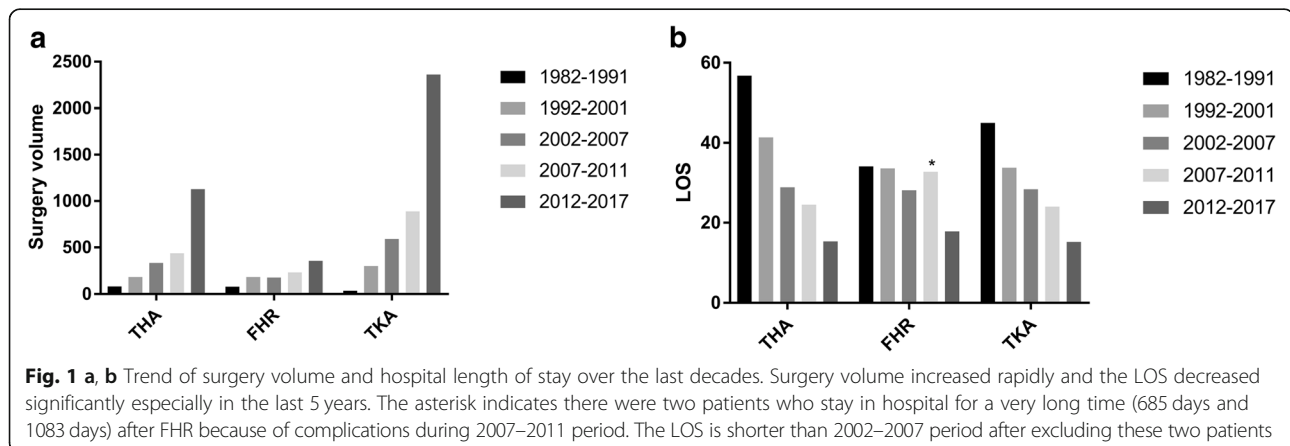 a
2500
2000
1500
1000
500
0
Surgery volume
THA
FHR
TKA
1982-1991
1992-2001
2002-2007
2007-2011
2012-2017
b
60
40
20
0
LOS
*
THA
FHR
TKA
1982-1991
1992-2001
2002-2007
2007-2011
2012-2017
Fig. 1 a, b Trend of surgery volume and hospital length of stay over the last decades. Surgery volume increased rapidly and the LOS decreased
significantly especially in the last 5 years. The asterisk indicates there were two patients who stay in hospital for a very long time (685 days and
1083 days) after FHR because of complications during 2007–2011 period. The LOS is shorter than 2002–2007 period after excluding these two patients